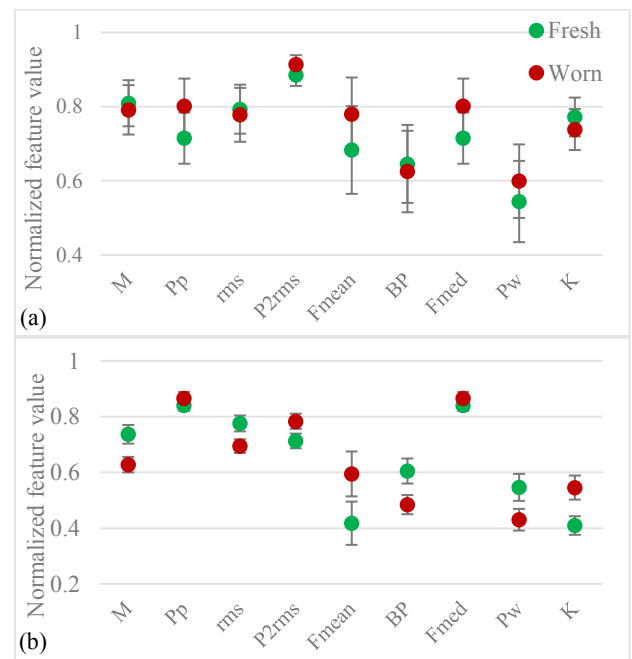 1
Fresh
Worn
0.8
0.6
0.4
Normalized feature value
M
Pp
rms
P2rms
Fmean
BP
Fmed
Pw
K
(a)
1
0.8
0.6
0.4
0.2
Normalized feature value
M
Pp
rms
P2rms
Fmean
BP
Fmed
Pw
K
(b)